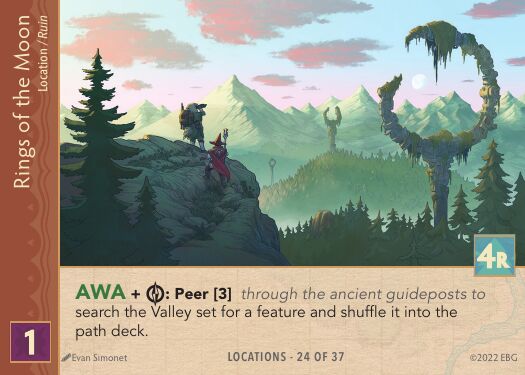 Rings of the Moon
Location / Ruin
4R
AWA + : Peer [3] through the ancient guideposts to
search the Valley set for a feature and shuffle it into the
path deck.
1
Evan Simonet
LOCATIONS - 24 OF 37
©2022 EBG